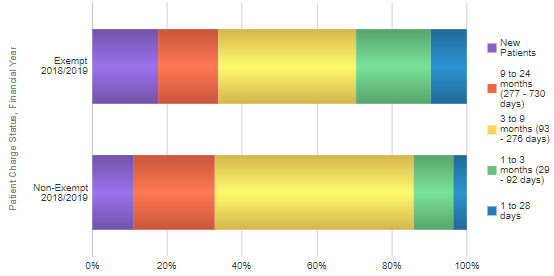 Patient Charge Status, Financial Year
Exempt
2018/2019
Non-Exempt
2018/2019
0%
20%
40%
60%
80%
100%
New
Patients
9 to 24
months
(277 - 730
days)
3 to 9
months (93
- 276 days)
1 to 3
months (29
- 92 days)
1 to 28
days